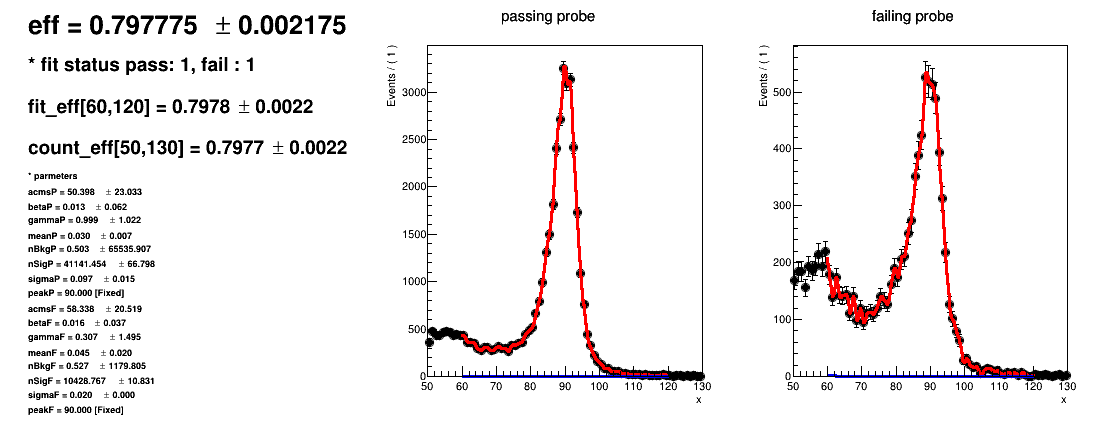 eff = 0.797775 ± 0.002175
* fit status pass: 1, fail : 1
fit_eff[60,120] = 0.7978 ± 0.0022
count_eff[50,130] = 0.7977 ± 0.0022
* parmeters
acmsP = 50.398 ± 23.033
betaP = 0.013 ± 0.062
gammaP = 0.999 ± 1.022
meanP = 0.030 ± 0.007
nBkgP = 0.503 ± 65535.907
nSigP = 41141.454 ± 66.798
sigmaP = 0.097 ± 0.015
peakP = 90.000 [Fixed]
acmsF = 58.338 ± 20.519
betaF = 0.016 ± 0.037
gammaF = 0.307 ± 1.495
meanF = 0.045 ± 0.020
nBkgF = 0.527 ± 1179.805
nSigF = 10428.767 ± 10.831
sigmaF = 0.020 ± 0.000
peakF = 90.000 [Fixed]
passing probe
Events / ( 1 )
3000
2500
2000
1500
1000
500
0
50 60 70 80 90 100 110 120 130
x
failing probe
Events / ( 1 )
500
400
300
200
100
0
50 60 70 80 90 100 110 120 130
x